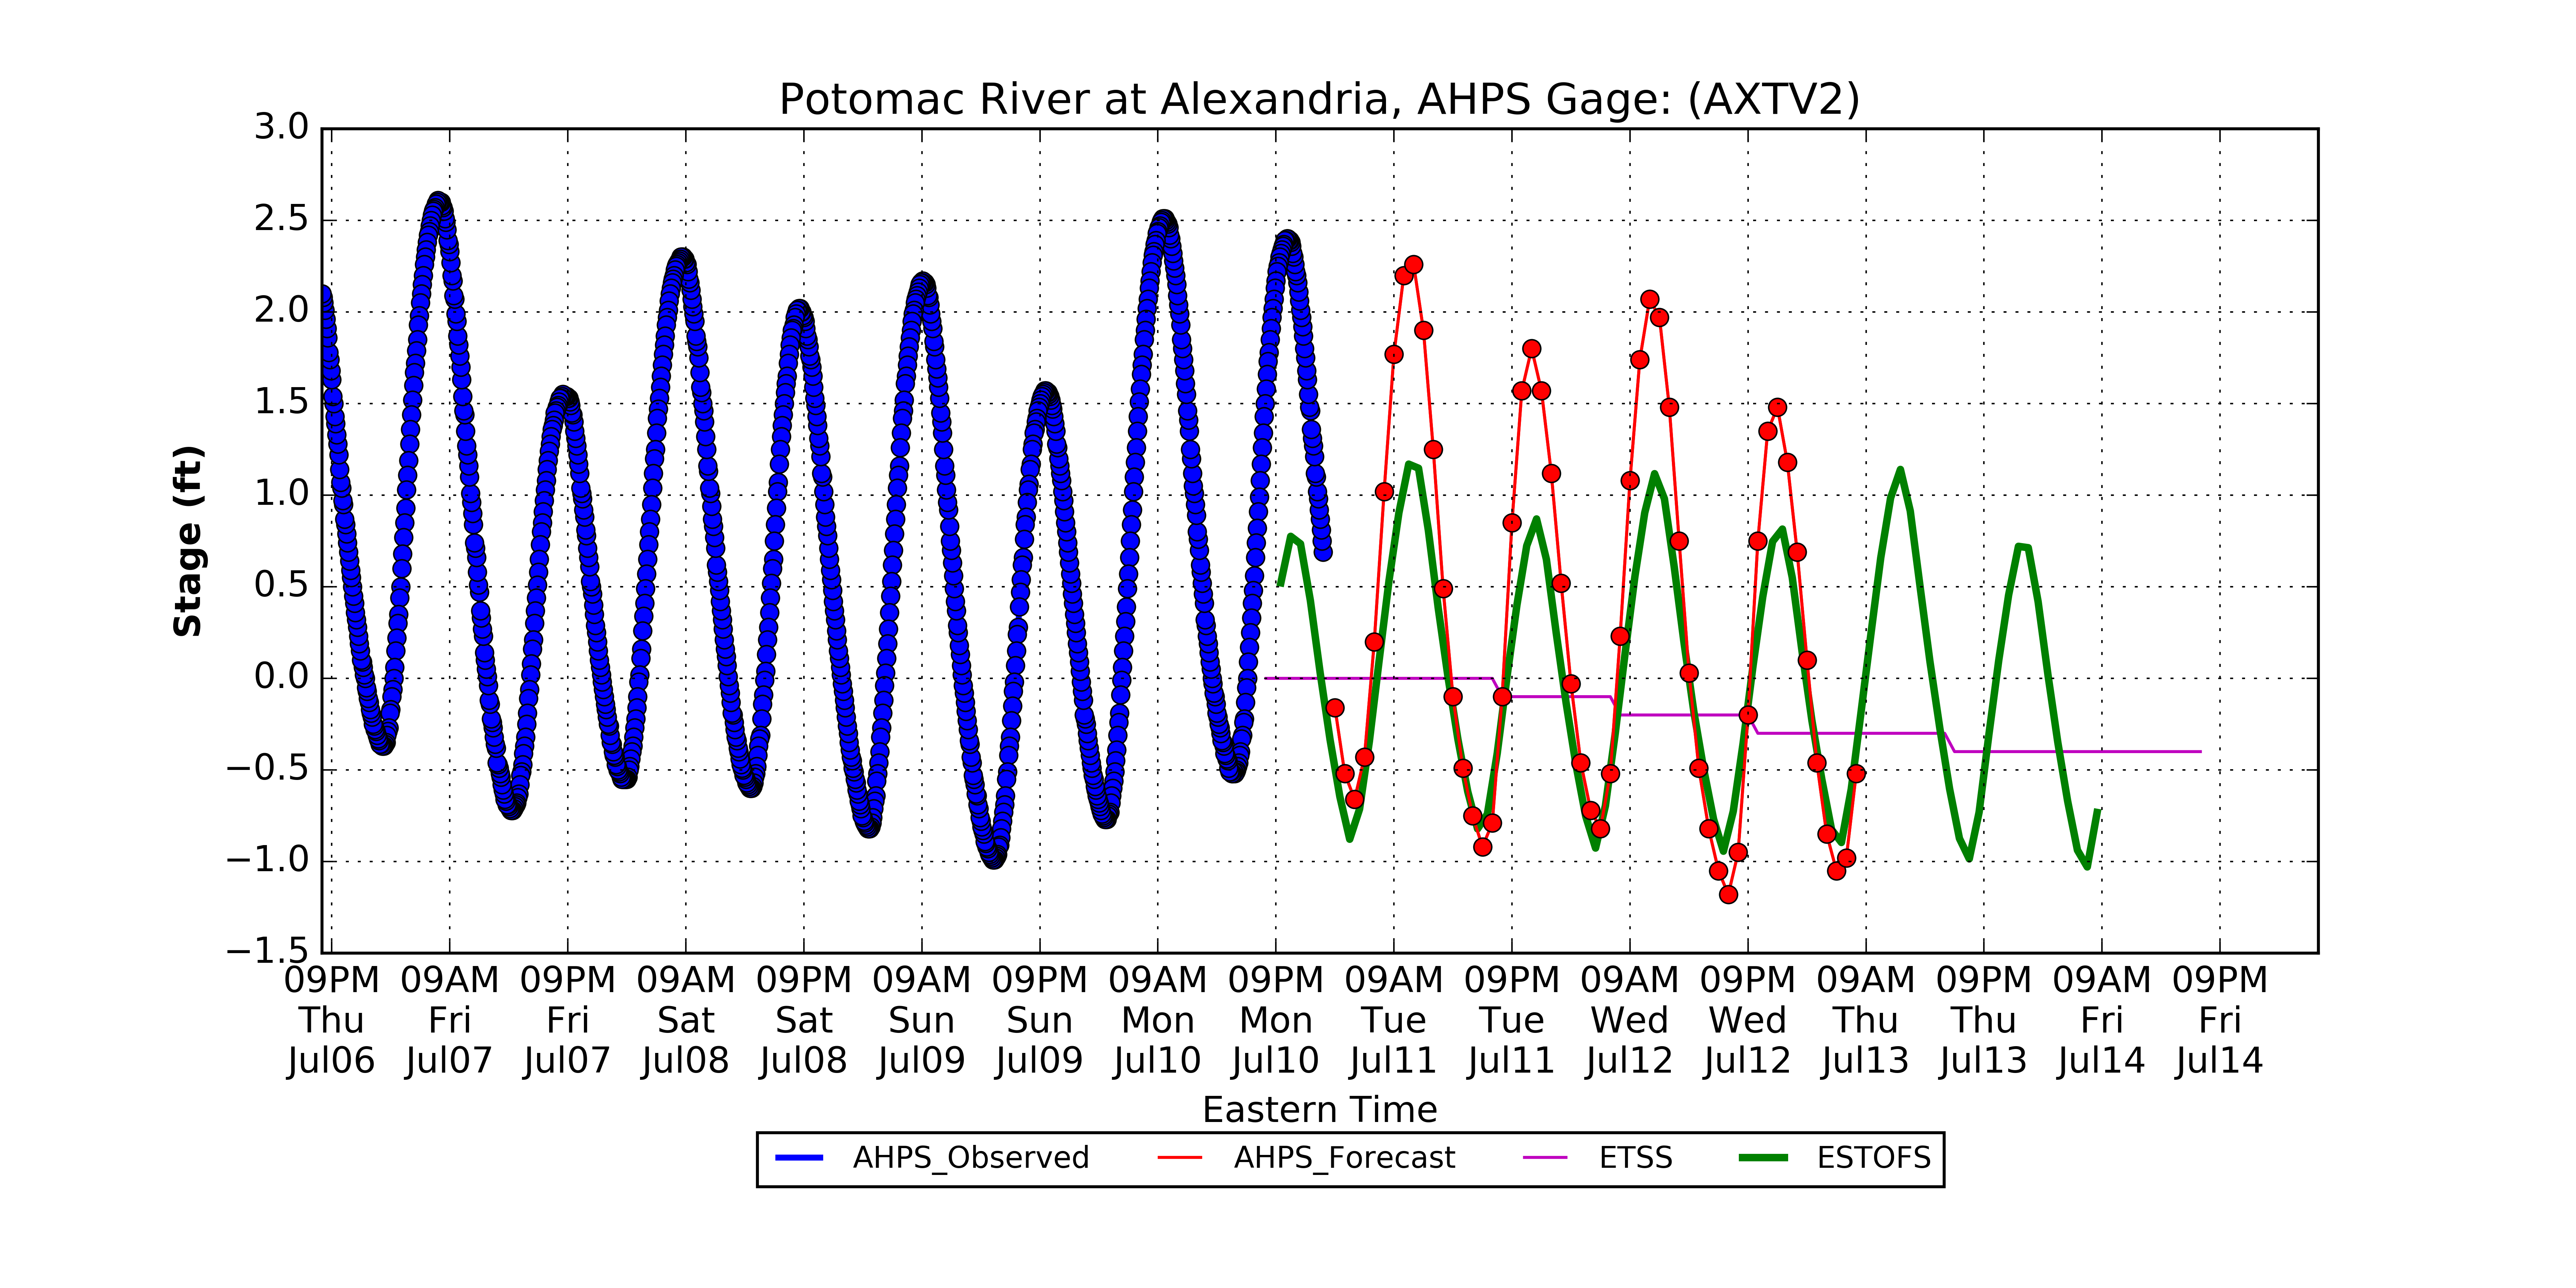 Potomac River at Alexandria, AHPS Gage: (AXTV2)
3.0
2.5
2.0
1.5
1.0
0.5
0.0
−0.5
−1.0
−1.5
Stage (ft)
09PM 09AM 09PM 09AM 09PM 09AM 09PM 09AM 09PM 09AM 09PM 09AM 09PM 09AM 09PM 09AM 09PM
Thu Fri Fri Sat Sat Sun Sun Mon Mon Tue Tue Wed Wed Thu Thu Fri Fri
Jul06 Jul07 Jul07 Jul08 Jul08 Jul09 Jul09 Jul10 Jul10 Jul11 Jul11 Jul12 Jul12 Jul13 Jul13 Jul14 Jul14
Eastern Time
AHPS_Observed AHPS_Forecast ETSS ESTOFS